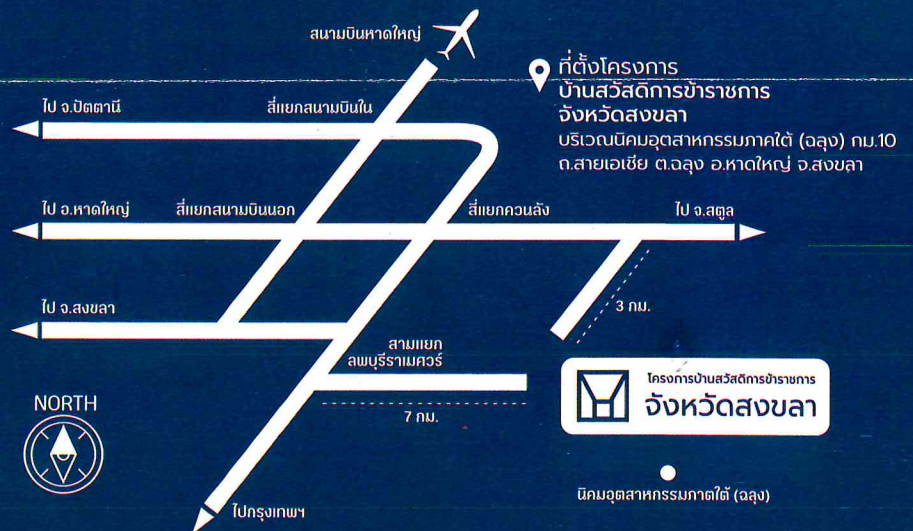 สนามบินหาดใหญ่
ที่ตั้งโครงการ
บ้านสวัสดิการข้าราชการ
จังหวัดสงขลา
บริเวณนิคมอุตสาหกรรมภาคใต้ (ฉลุง) กม.10
ถ.สายเอเชีย ต.ฉลุง อ.หาดใหญ่ จ.สงขลา
ไป จ.ปัตตานี
สี่แยกสนามบินใน
ไป อ.หาดใหญ่
สี่แยกสนามบินนอก
สี่แยกควนลัง
ไป จ.สตูล
ไป จ.สงขลา
3 กม.
สามแยก
ลพบุรีราเมศวร์
7 กม.
โครงการบ้านสวัสดิการข้าราชการ
จังหวัดสงขลา
NORTH
นิคมอุตสาหกรรมภาคใต้ (ฉลุง)
ไปกรุงเทพฯ